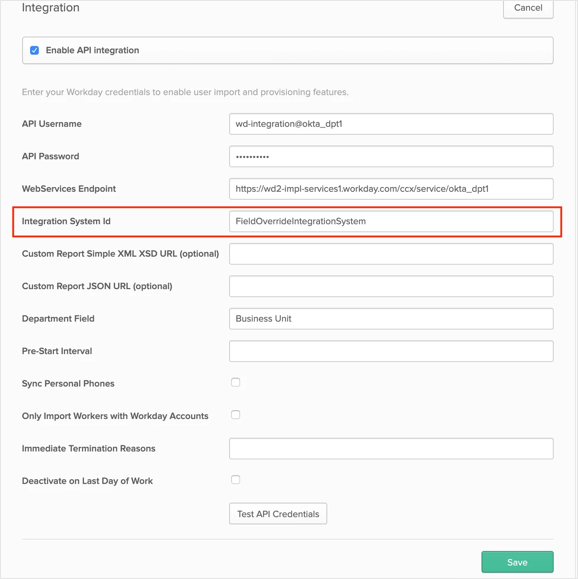 Integration
Cancel
Enable API integration
Enter your Workday credentials to enable user import and provisioning features.
API Username
wd-integration@okta_dpt1
API Password
••••••••••
WebServices Endpoint
https://wd2-impl-services1.workday.com/ccx/service/okta_dpt1
Integration System Id
FieldOverrideIntegrationSystem
Custom Report Simple XML XSD URL (optional)
Custom Report JSON URL (optional)
Department Field
Business Unit
Pre-Start Interval
Sync Personal Phones
Only Import Workers with Workday Accounts
Immediate Termination Reasons
Deactivate on Last Day of Work
Test API Credentials
Save